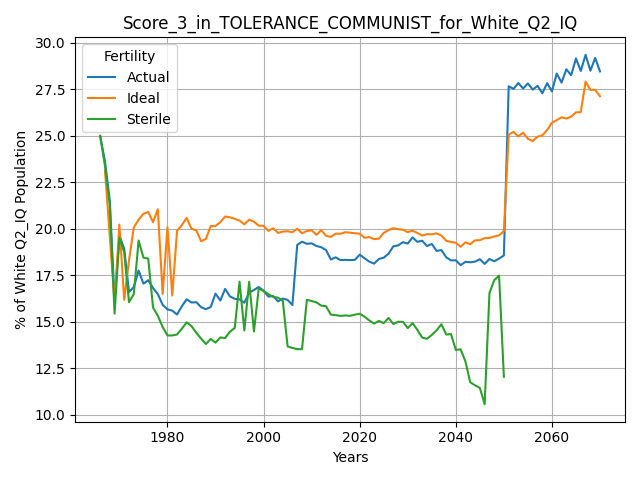 Score_3_in_TOLERANCE_COMMUNIST_for_White_Q2_IQ
% of White Q2_IQ Population
30.0
27.5
25.0
22.5
20.0
17.5
15.0
12.5
10.0
Fertility
Actual
Ideal
Sterile
1980
2000
2020
2040
2060
Years